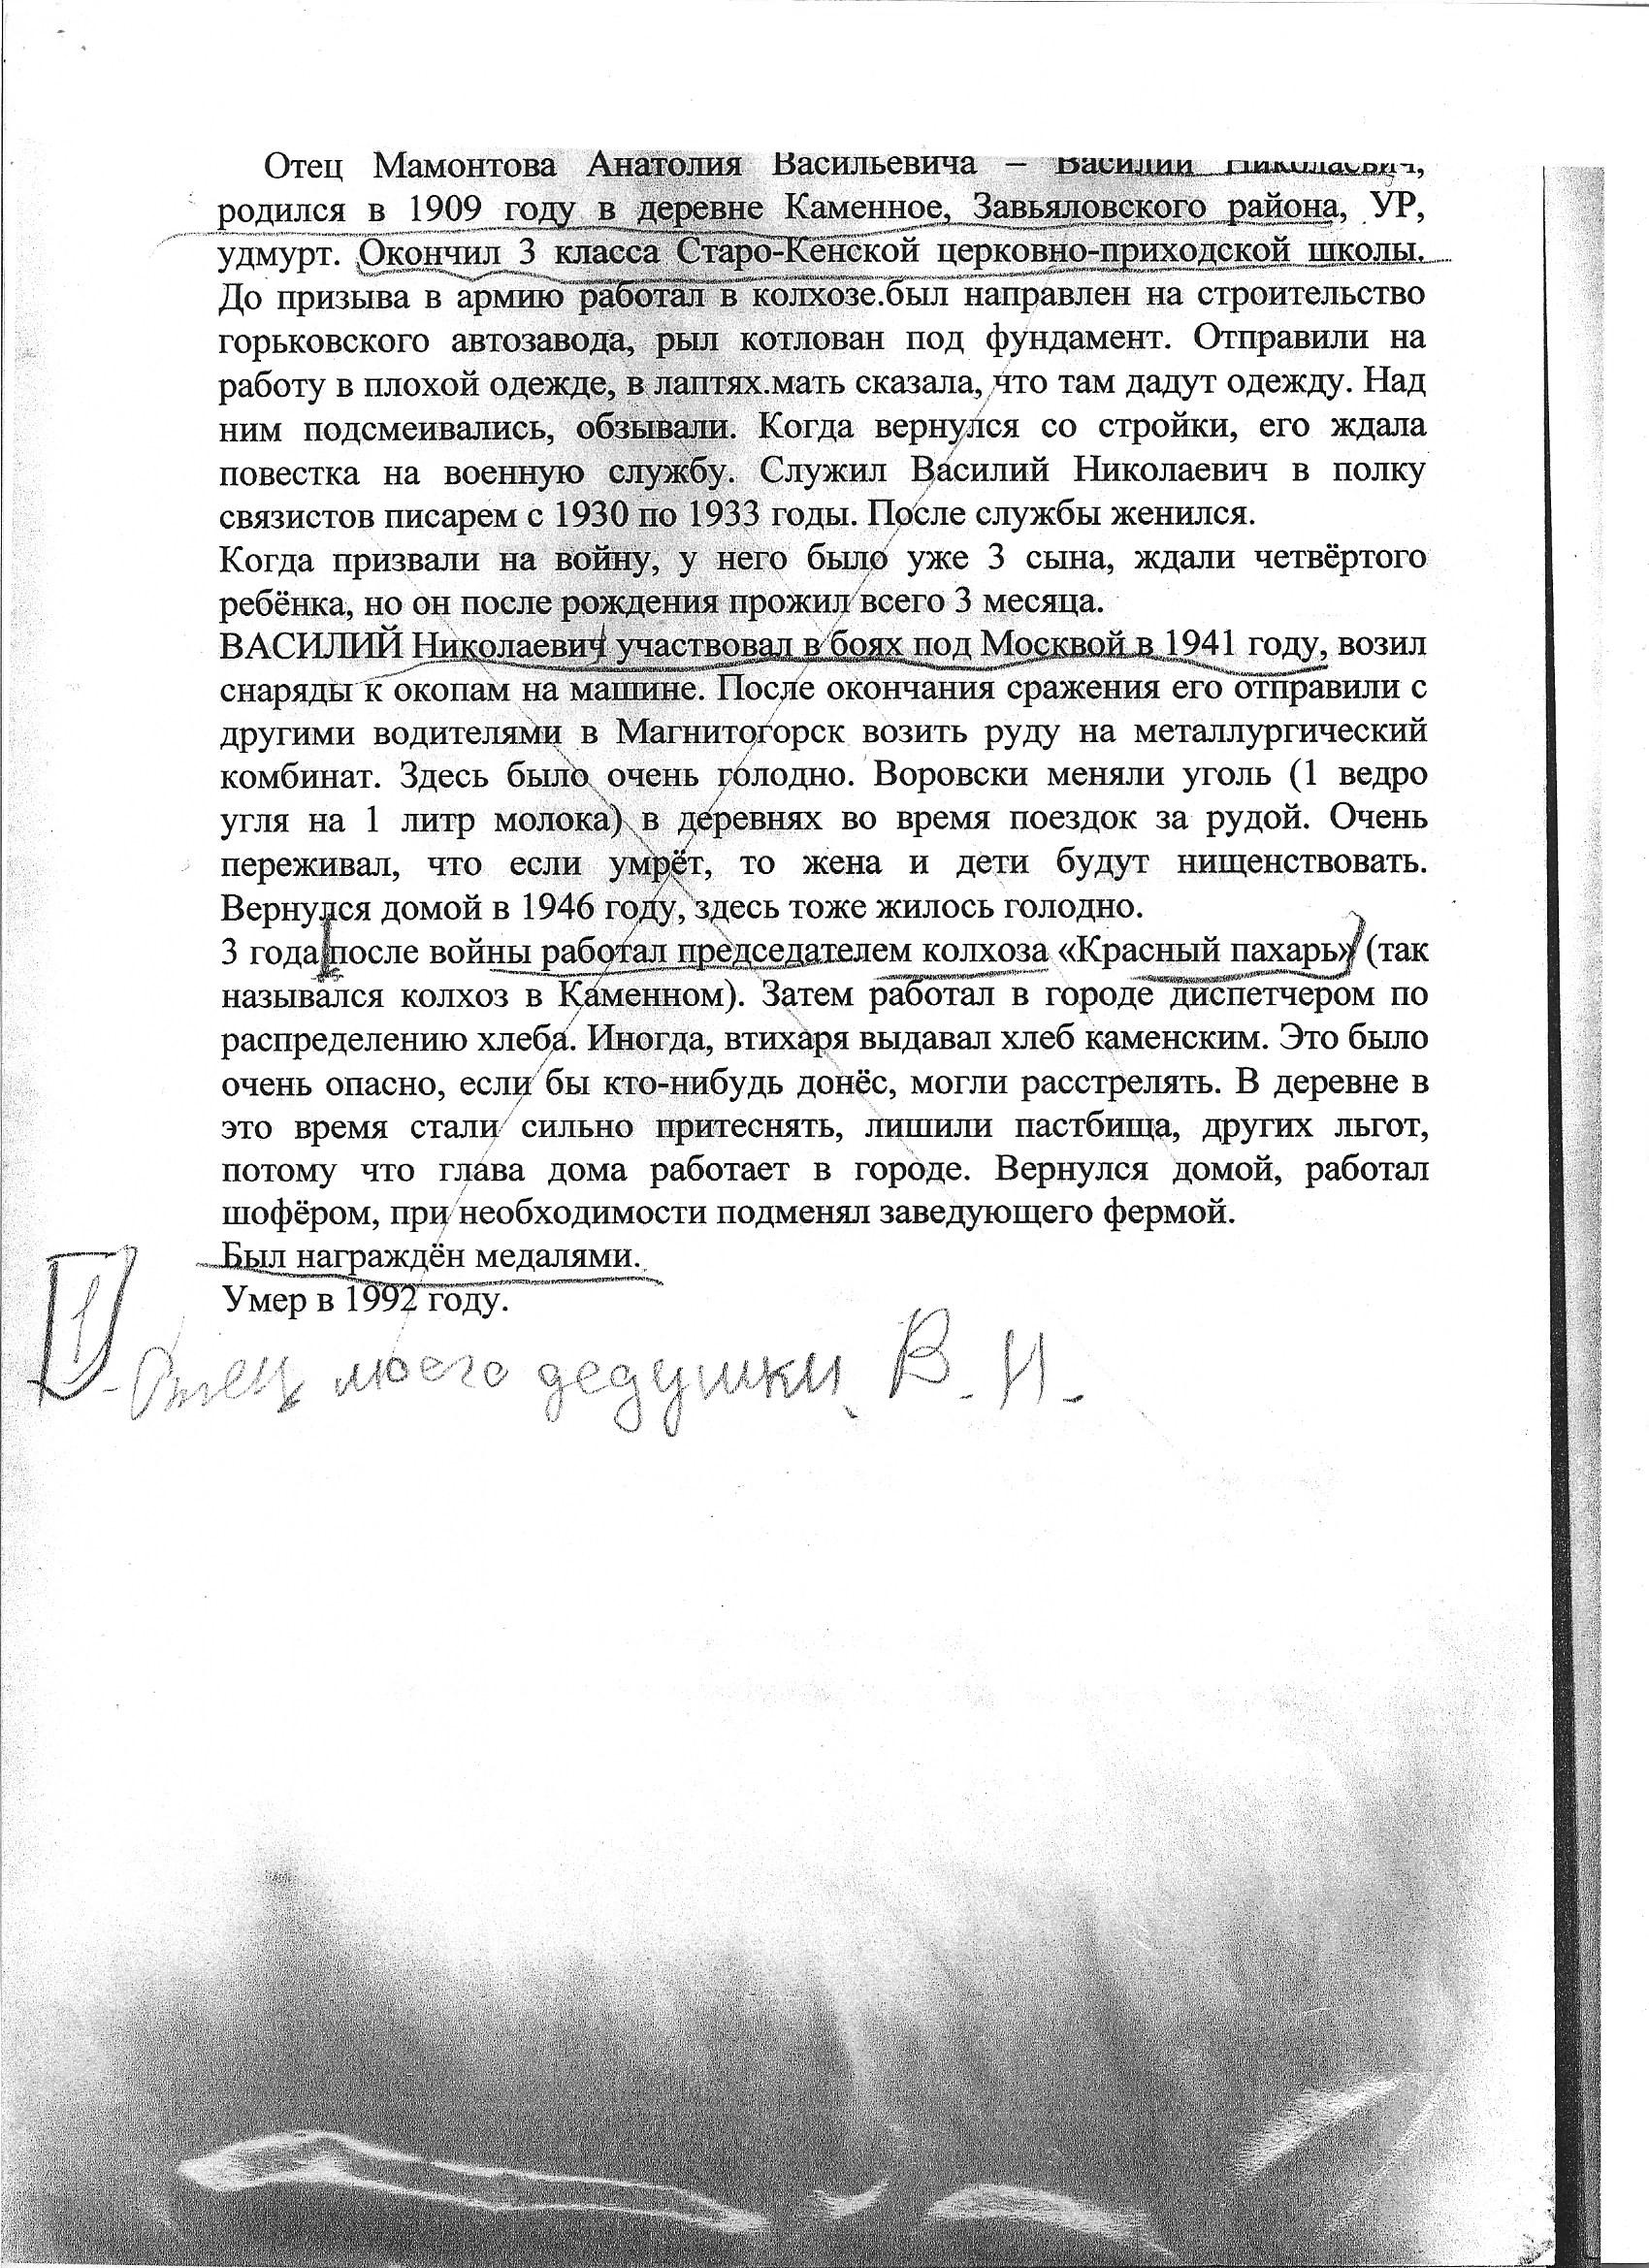 Отец Мамонтова Анатолия Васильевича – Василий Николаевич,
родился в 1909 году в деревне Каменное, Завьяловского района, УР,
удмурт. Окончил 3 класса Старо-Кенской церковно-приходской школы.
До призыва в армию работал в колхозе.был направлен на строительство
горьковского автозавода, рыл котлован под фундамент. Отправили на
работу в плохой одежде, в лаптях.мать сказала, что там дадут одежду. Над
ним подсмеивались, обзывали. Когда вернулся со стройки, его ждала
повестка на военную службу. Служил Василий Николаевич в полку
связистов писарем с 1930 по 1933 годы. После службы женился.
Когда призвали на войну, у него было уже 3 сына, ждали четвёртого
ребёнка, но он после рождения прожил всего 3 месяца.
ВАСИЛИЙ Николаевич участвовал в боях под Москвой в 1941 году, возил
снаряды к окопам на машине. После окончания сражения его отправили с
другими водителями в Магнитогорск возить руду на металлургический
комбинат. Здесь было очень голодно. Воровски меняли уголь (1 ведро
угля на 1 литр молока) в деревнях во время поездок за рудой. Очень
переживал, что если умрёт, то жена и дети будут нищенствовать.
Вернулся домой в 1946 году, здесь тоже жилось голодно.
3 года после войны работал председателем колхоза «Красный пахарь» (так
назывался колхоз в Каменном). Затем работал в городе диспетчером по
распределению хлеба. Иногда, втихаря выдавал хлеб каменским. Это было
очень опасно, если бы кто-нибудь донёс, могли расстрелять. В деревне в
это время стали сильно притеснять, лишили пастбища, других льгот,
потому что глава дома работает в городе. Вернулся домой, работал
шофёром, при необходимости подменял заведующего фермой.
Был награждён медалями.
Умер в 1992 году.
1
Отец моего дедушки В. Н.